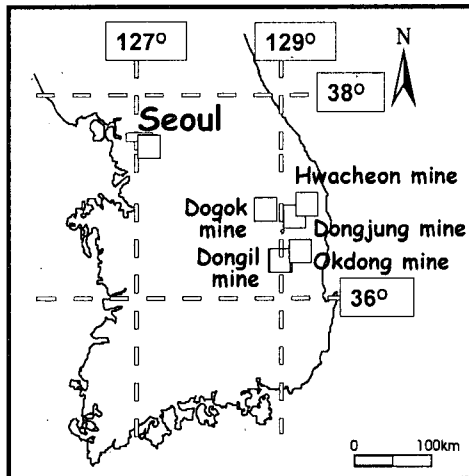 127° 129°
N
38°
Seoul
Hwacheon mine
Dogok
mine
Dongjung mine
Dongil
mine
Okdong mine
36°
0 100km